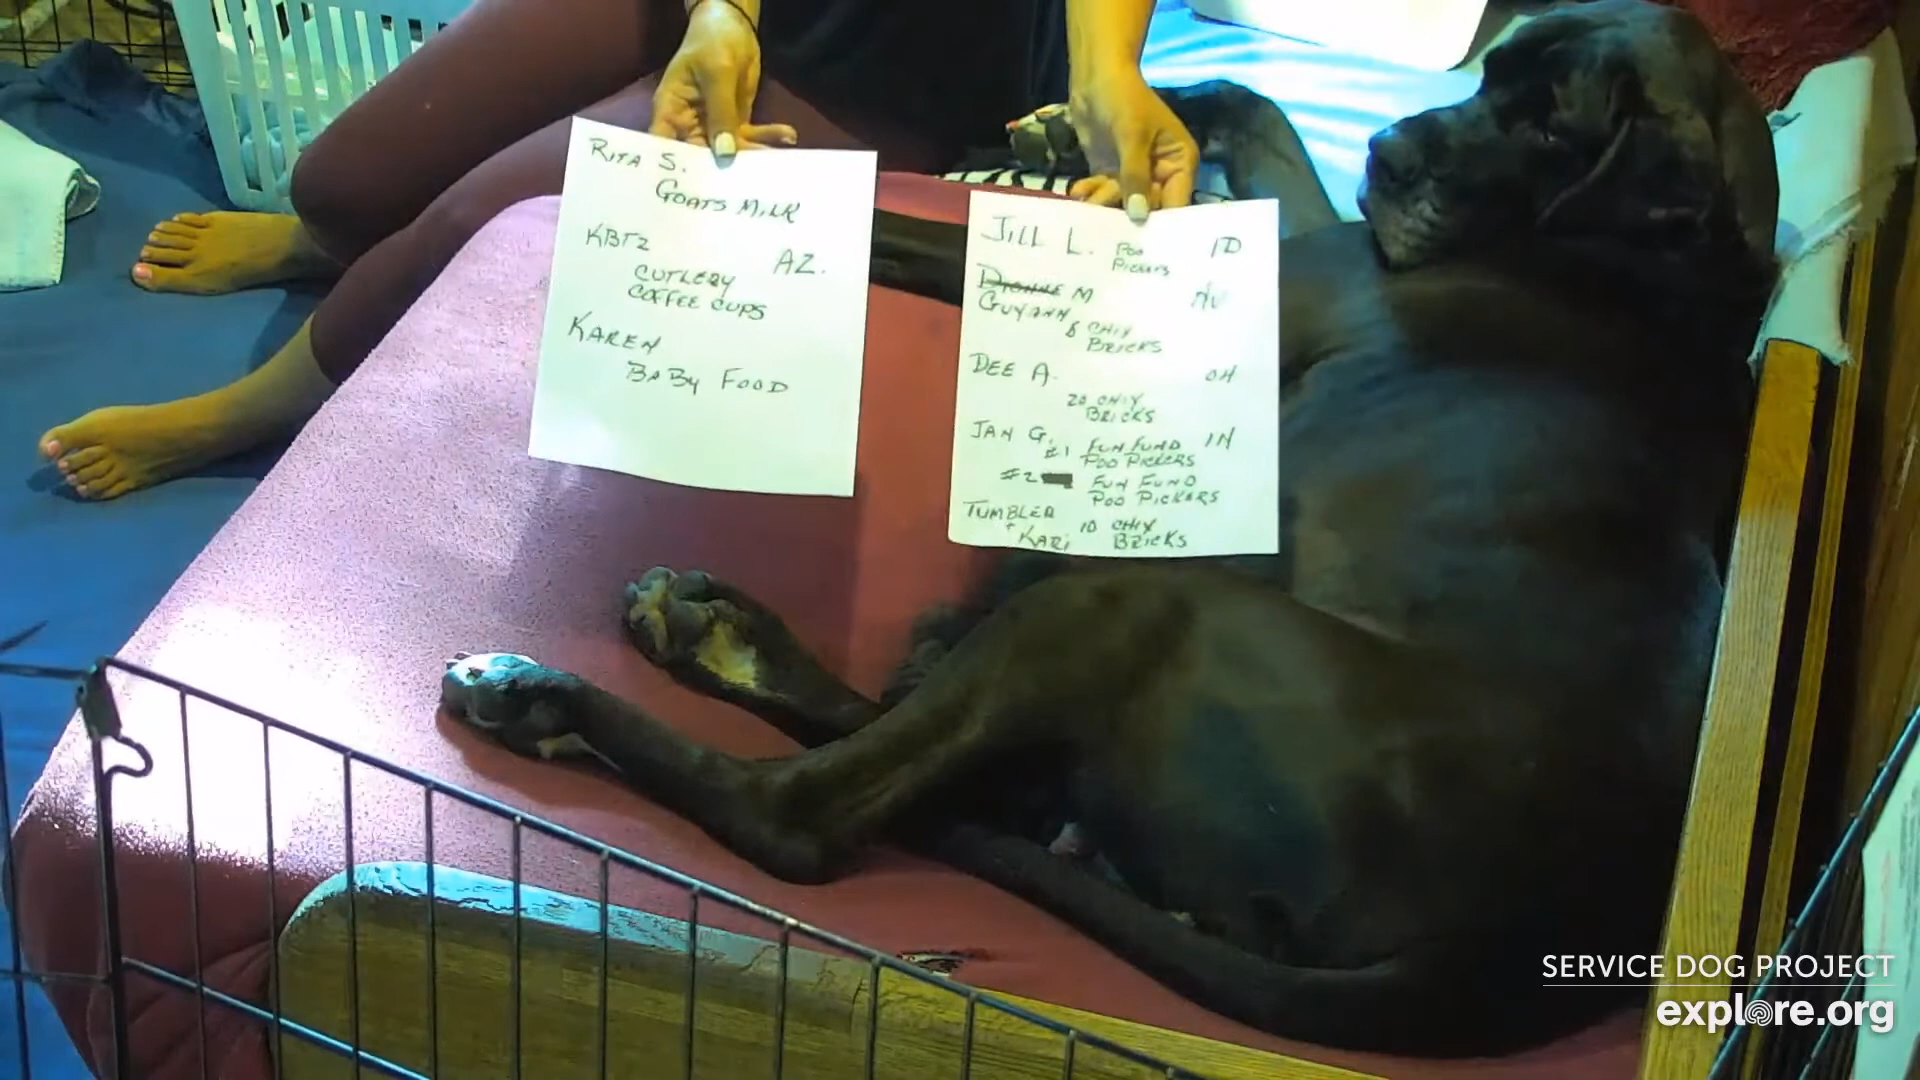 RITA S.
GOATS MILK
KBTZ AZ.
CUTLERY
COFFEE CUPS
KAREN
BABY FOOD
JILL L. POO ID
PICKERS
M
GUYANN
8 CHIX
BRICKS
DEE A. OH
20 CHIX
BRICKS
JAN G. #1 FUN FUND IN
POO PICKERS
#2 FUN FUND
POO PICKERS
TUMBLER
+ KARI 10 CHIX
BRICKS
SERVICE DOG PROJECT
explore.org